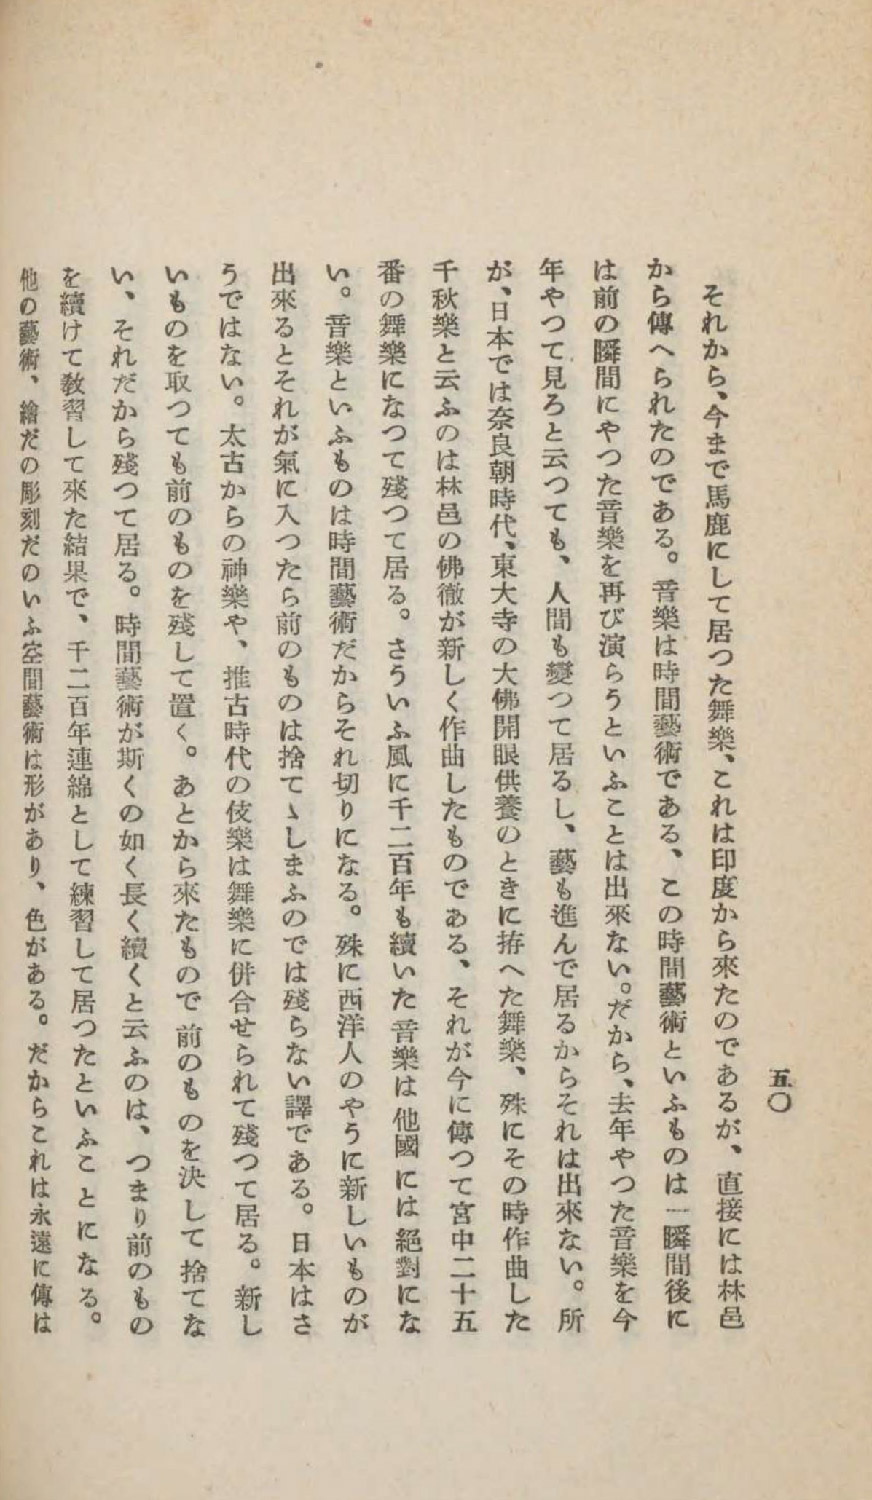 五〇
それから、今まで馬鹿にして居つた舞樂、これは印度から來たのであるが、直接には林邑
から傳へられたのである。音樂は時間藝術である、この時間藝術といふものは一瞬間後に
は前の瞬間にやつた音樂を再び演らうといふことは出來ない。だから、去年やつた音樂を今
年やつて見ろと云つても、人間も變つて居るし、藝も進んで居るからそれは出來ない。所
が、日本では奈良朝時代、東大寺の大佛開眼供養のときに拵へた舞樂、殊にその時作曲した
千秋樂と云ふのは林邑の佛徹が新しく作曲したものである、それが今に傳つて宮中二十五
番の舞樂になつて殘つて居る。さういふ風に千二百年も續いた音樂は他國には絕對にな
い。音樂といふものは時間藝術だからそれ切りになる。殊に西洋人のやうに新しいものが
出來るとそれが氣に入つたら前のものは捨てゝしまふのでは殘らない譯である。日本はさ
うではない。太古からの神樂や、推古時代の伎樂は舞樂に併合せられて殘つて居る。新し
いものを取つても前のものを殘して置く。あとから來たもので前のものを決して捨てな
い、それだから殘つて居る。時間藝術が斯くの如く長く續くと云ふのは、つまり前のもの
を續けて敎習して來た結果で、千二百年連綿として練習して居つたといふことになる。
他の藝術、繪だの彫刻だのいふ空間藝術は形があり、色がある。だからこれは永遠に傳は